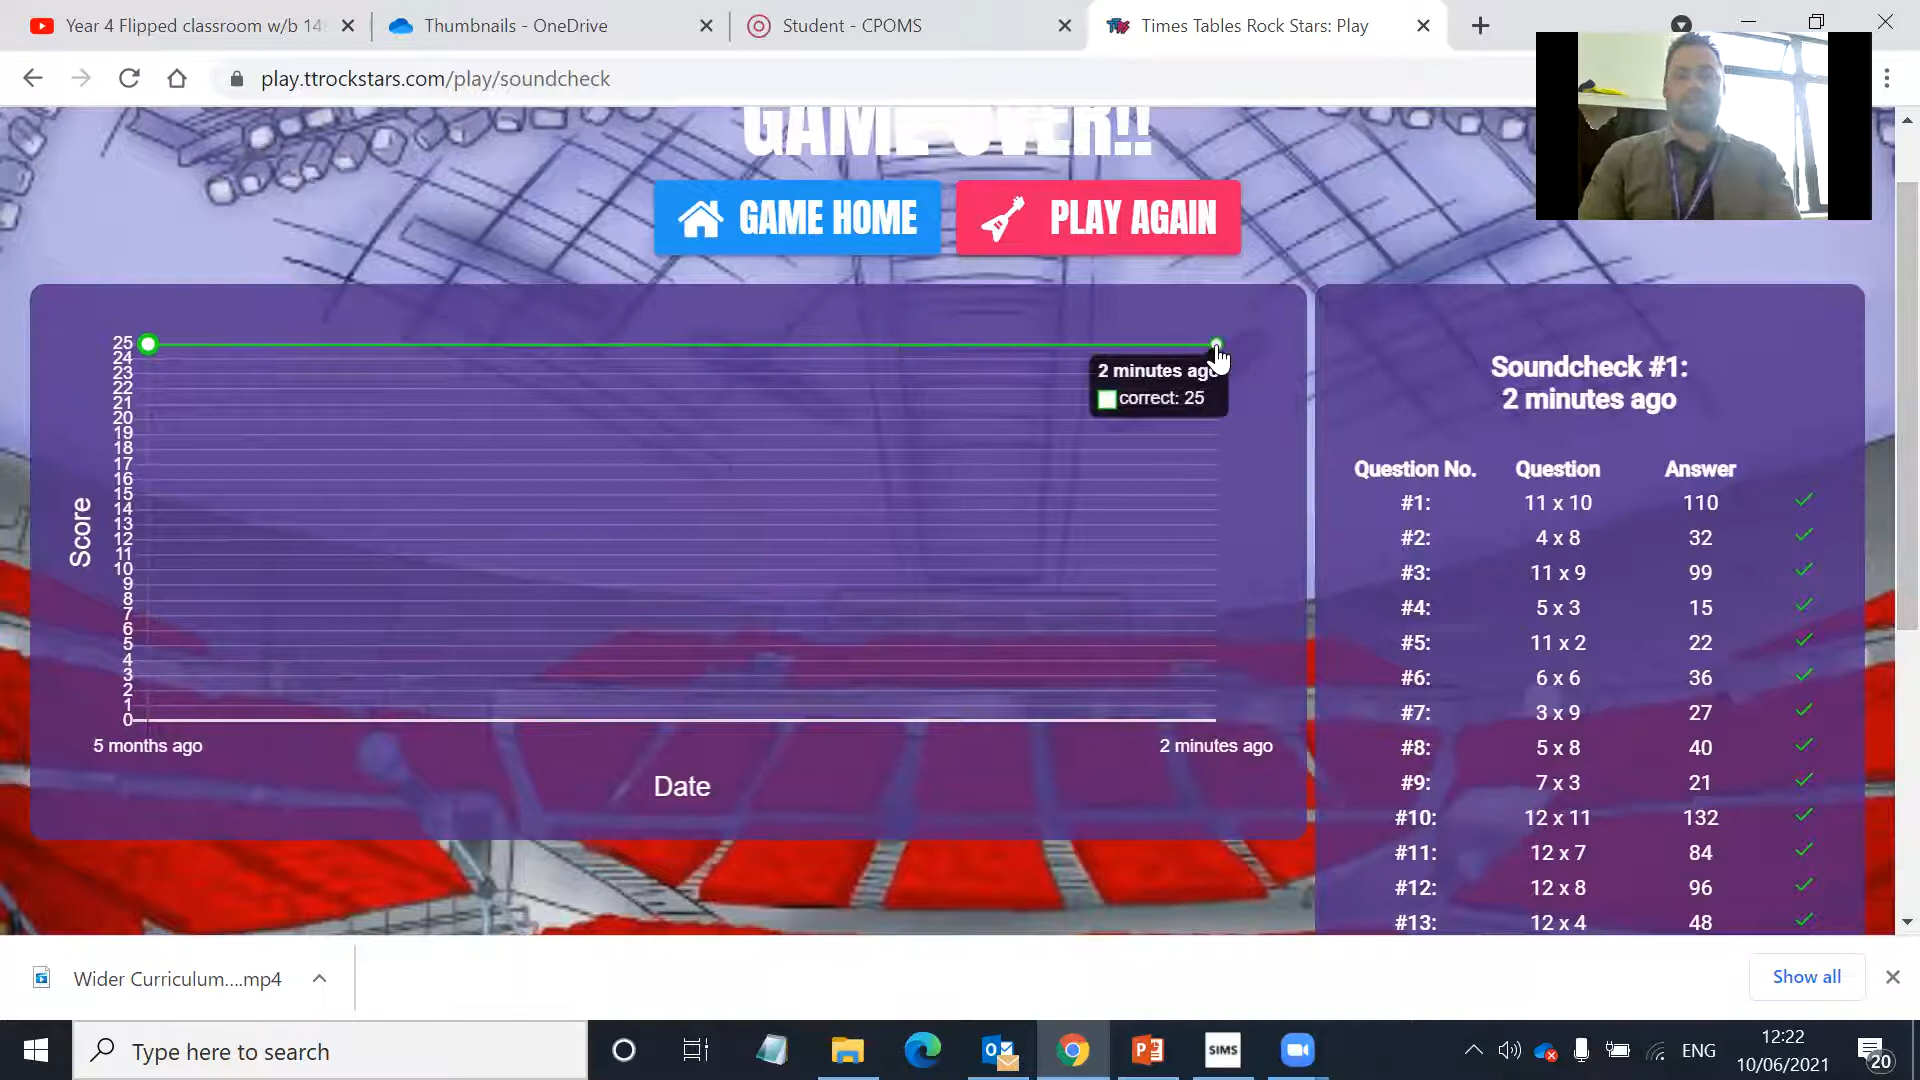 Year 4 Flipped classroom w/b 14
Thumbnails - OneDrive
Student - CPOMS
Times Tables Rock Stars: Play
play.ttrockstars.com/play/soundcheck
GAME OVER!!
GAME HOME
PLAY AGAIN
25
24
23
22
21
20
19
18
17
16
15
14
13
12
11
10
9
8
7
6
5
4
3
2
1
0
Score
2 minutes ago
correct: 25
5 months ago
2 minutes ago
Date
Soundcheck #1:
2 minutes ago
Question No. Question Answer
#1: 11 x 10 110
#2: 4 x 8 32
#3: 11 x 9 99
#4: 5 x 3 15
#5: 11 x 2 22
#6: 6 x 6 36
#7: 3 x 9 27
#8: 5 x 8 40
#9: 7 x 3 21
#10: 12 x 11 132
#11: 12 x 7 84
#12: 12 x 8 96
#13: 12 x 4 48
Wider Curriculum....mp4
Show all
Type here to search
SIMS
ENG
12:22
10/06/2021
20